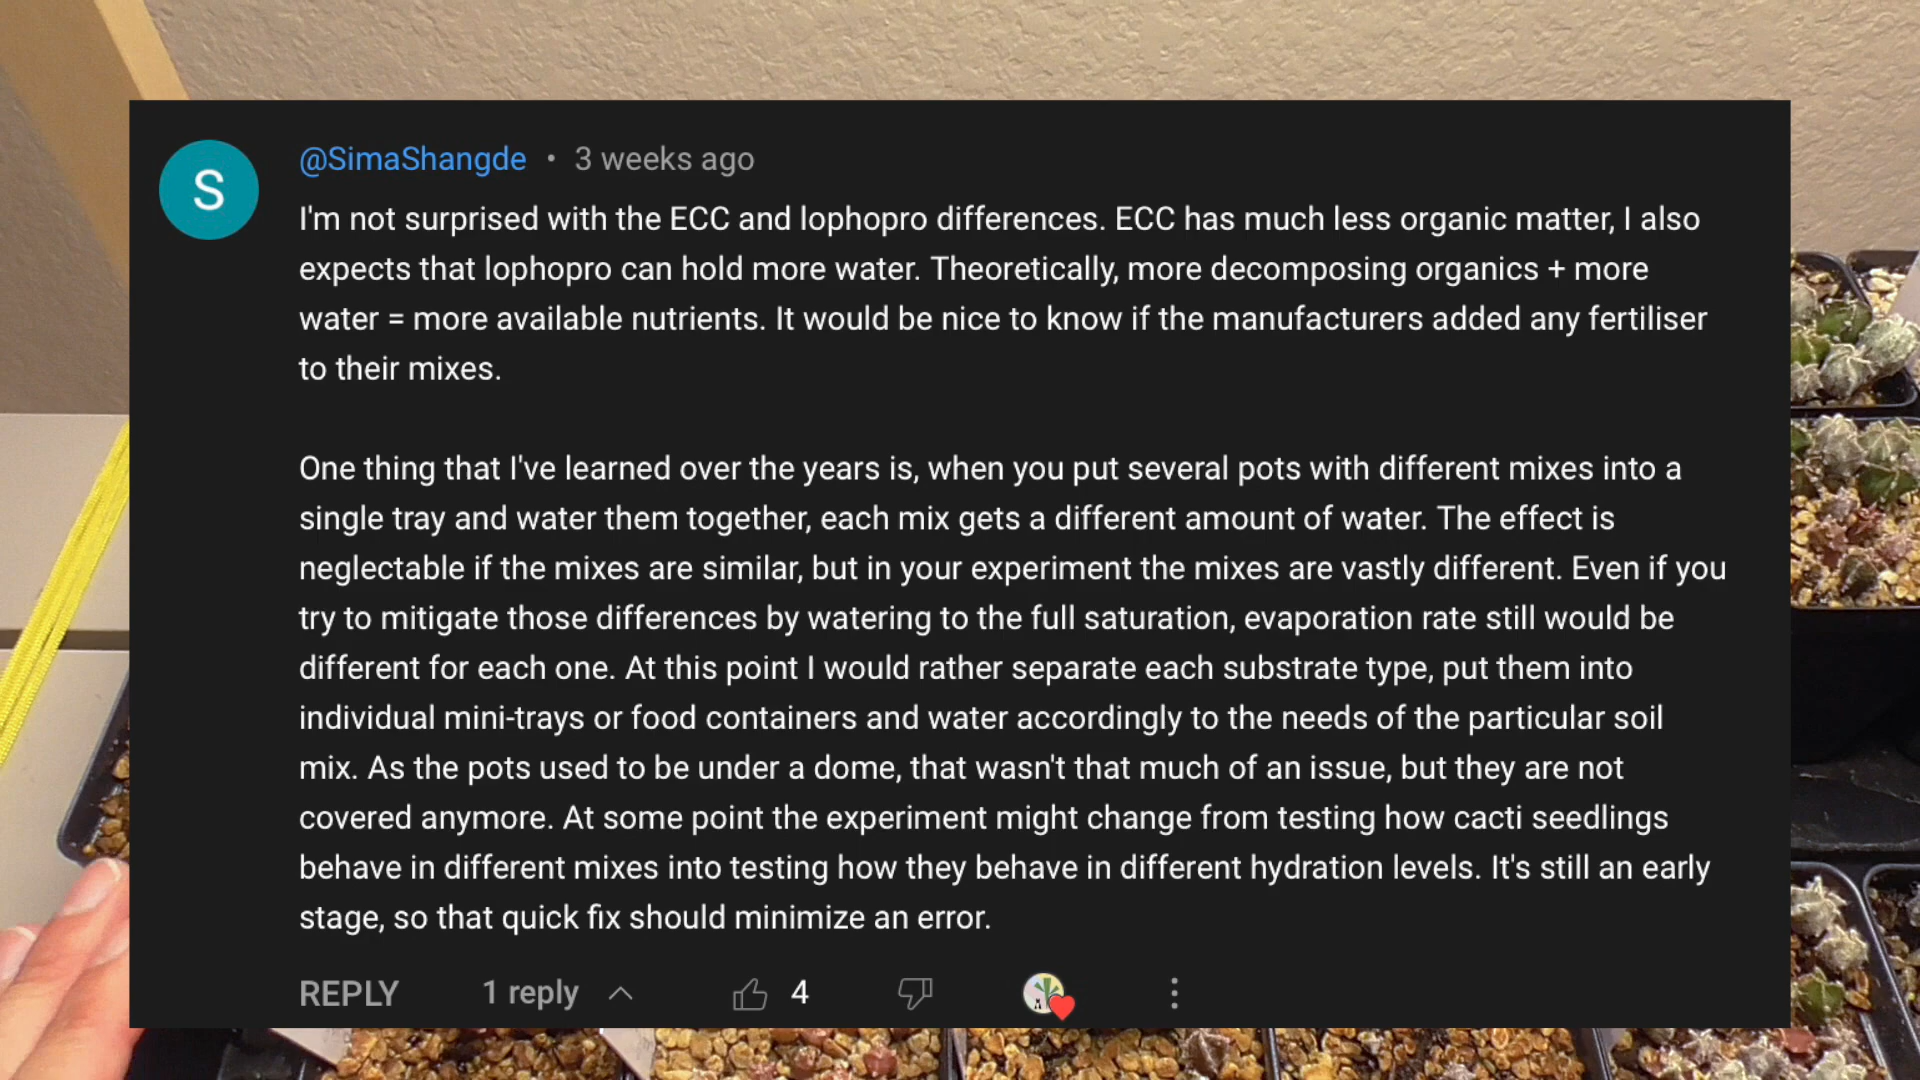 S
@SimaShangde • 3 weeks ago
I'm not surprised with the ECC and lophopro differences. ECC has much less organic matter, I also
expects that lophopro can hold more water. Theoretically, more decomposing organics + more
water = more available nutrients. It would be nice to know if the manufacturers added any fertiliser
to their mixes.
One thing that I've learned over the years is, when you put several pots with different mixes into a
single tray and water them together, each mix gets a different amount of water. The effect is
neglectable if the mixes are similar, but in your experiment the mixes are vastly different. Even if you
try to mitigate those differences by watering to the full saturation, evaporation rate still would be
different for each one. At this point I would rather separate each substrate type, put them into
individual mini-trays or food containers and water accordingly to the needs of the particular soil
mix. As the pots used to be under a dome, that wasn't that much of an issue, but they are not
covered anymore. At some point the experiment might change from testing how cacti seedlings
behave in different mixes into testing how they behave in different hydration levels. It's still an early
stage, so that quick fix should minimize an error.
REPLY 1 reply 4